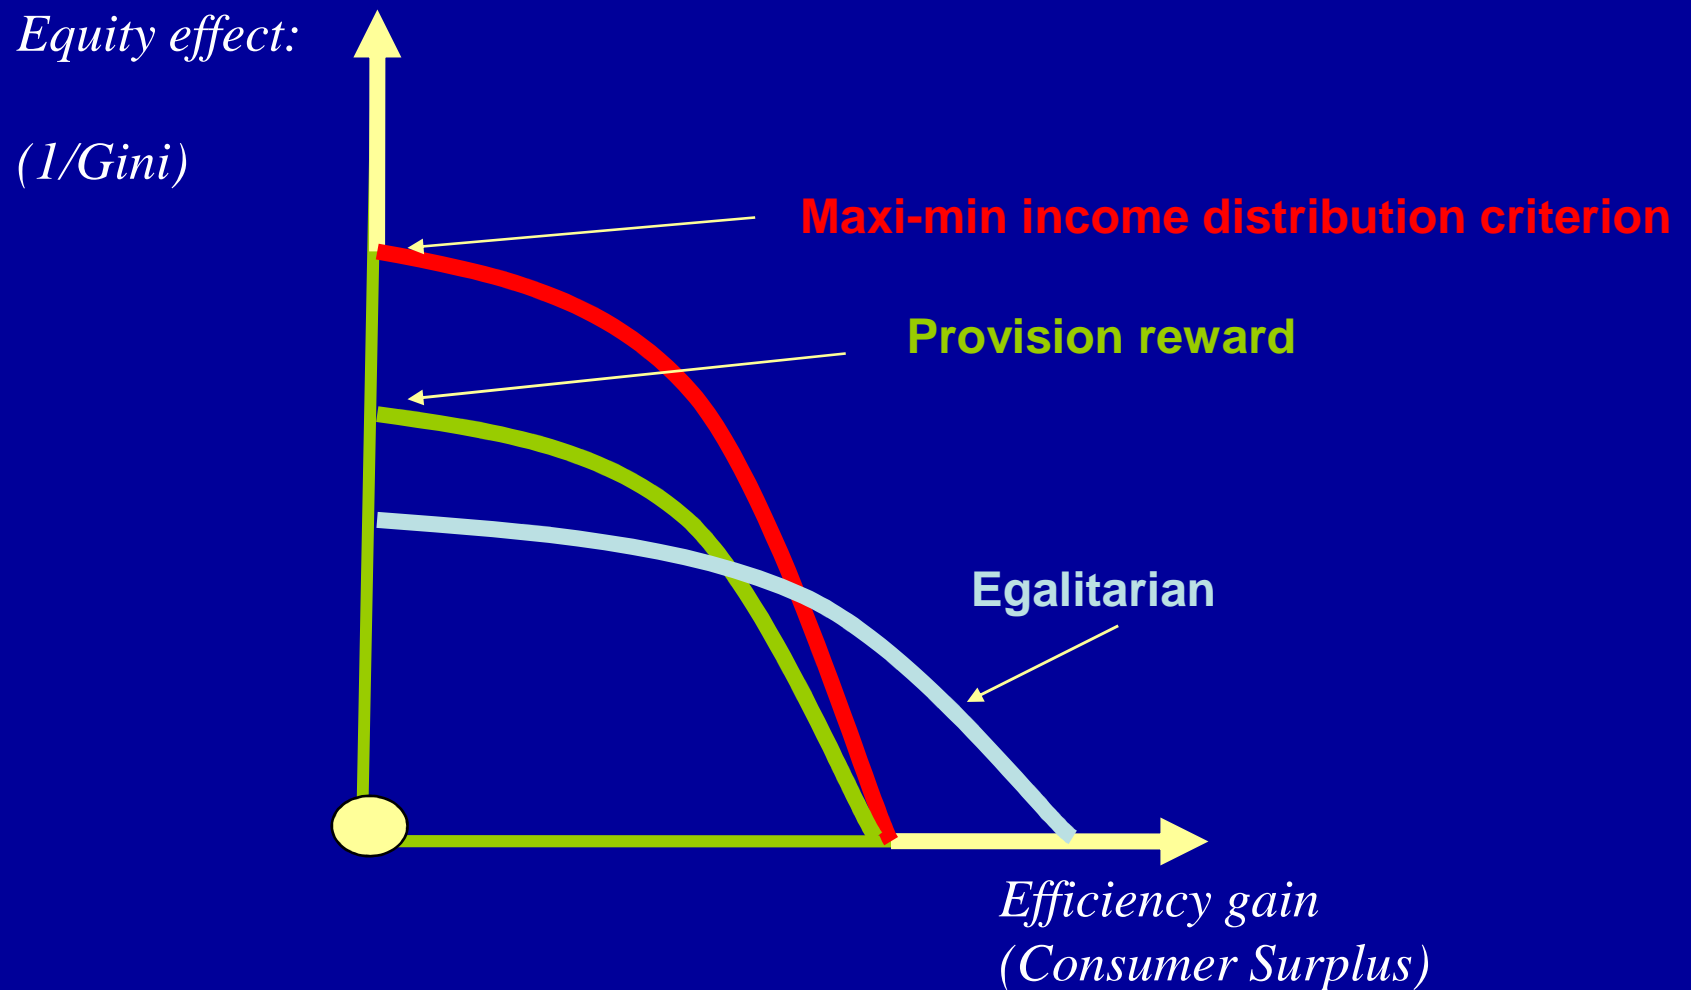 Equity effect:
(1/Gini)
Maxi-min income distribution criterion
Provision reward
Egalitarian
Efficiency gain
(Consumer Surplus)